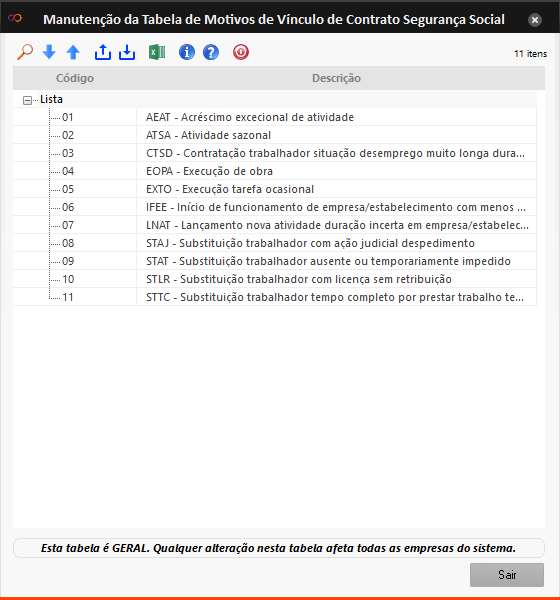 Manutenção da Tabela de Motivos de Vínculo de Contrato Segurança Social
11 itens
Código Descrição
Lista
01 AEAT - Acréscimo excecional de atividade
02 ATSA - Atividade sazonal
03 CTSD - Contratação trabalhador situação desemprego muito longa dura...
04 EOPA - Execução de obra
05 EXTO - Execução tarefa ocasional
06 IFEE - Início de funcionamento de empresa/estabelecimento com menos ...
07 LNAT - Lançamento nova atividade duração incerta em empresa/estabelec...
08 STAJ - Substituição trabalhador com ação judicial despedimento
09 STAT - Substituição trabalhador ausente ou temporariamente impedido
10 STLR - Substituição trabalhador com licença sem retribuição
11 STTC - Substituição trabalhador tempo completo por prestar trabalho te...
Esta tabela é GERAL. Qualquer alteração nesta tabela afeta todas as empresas do sistema.
Sair